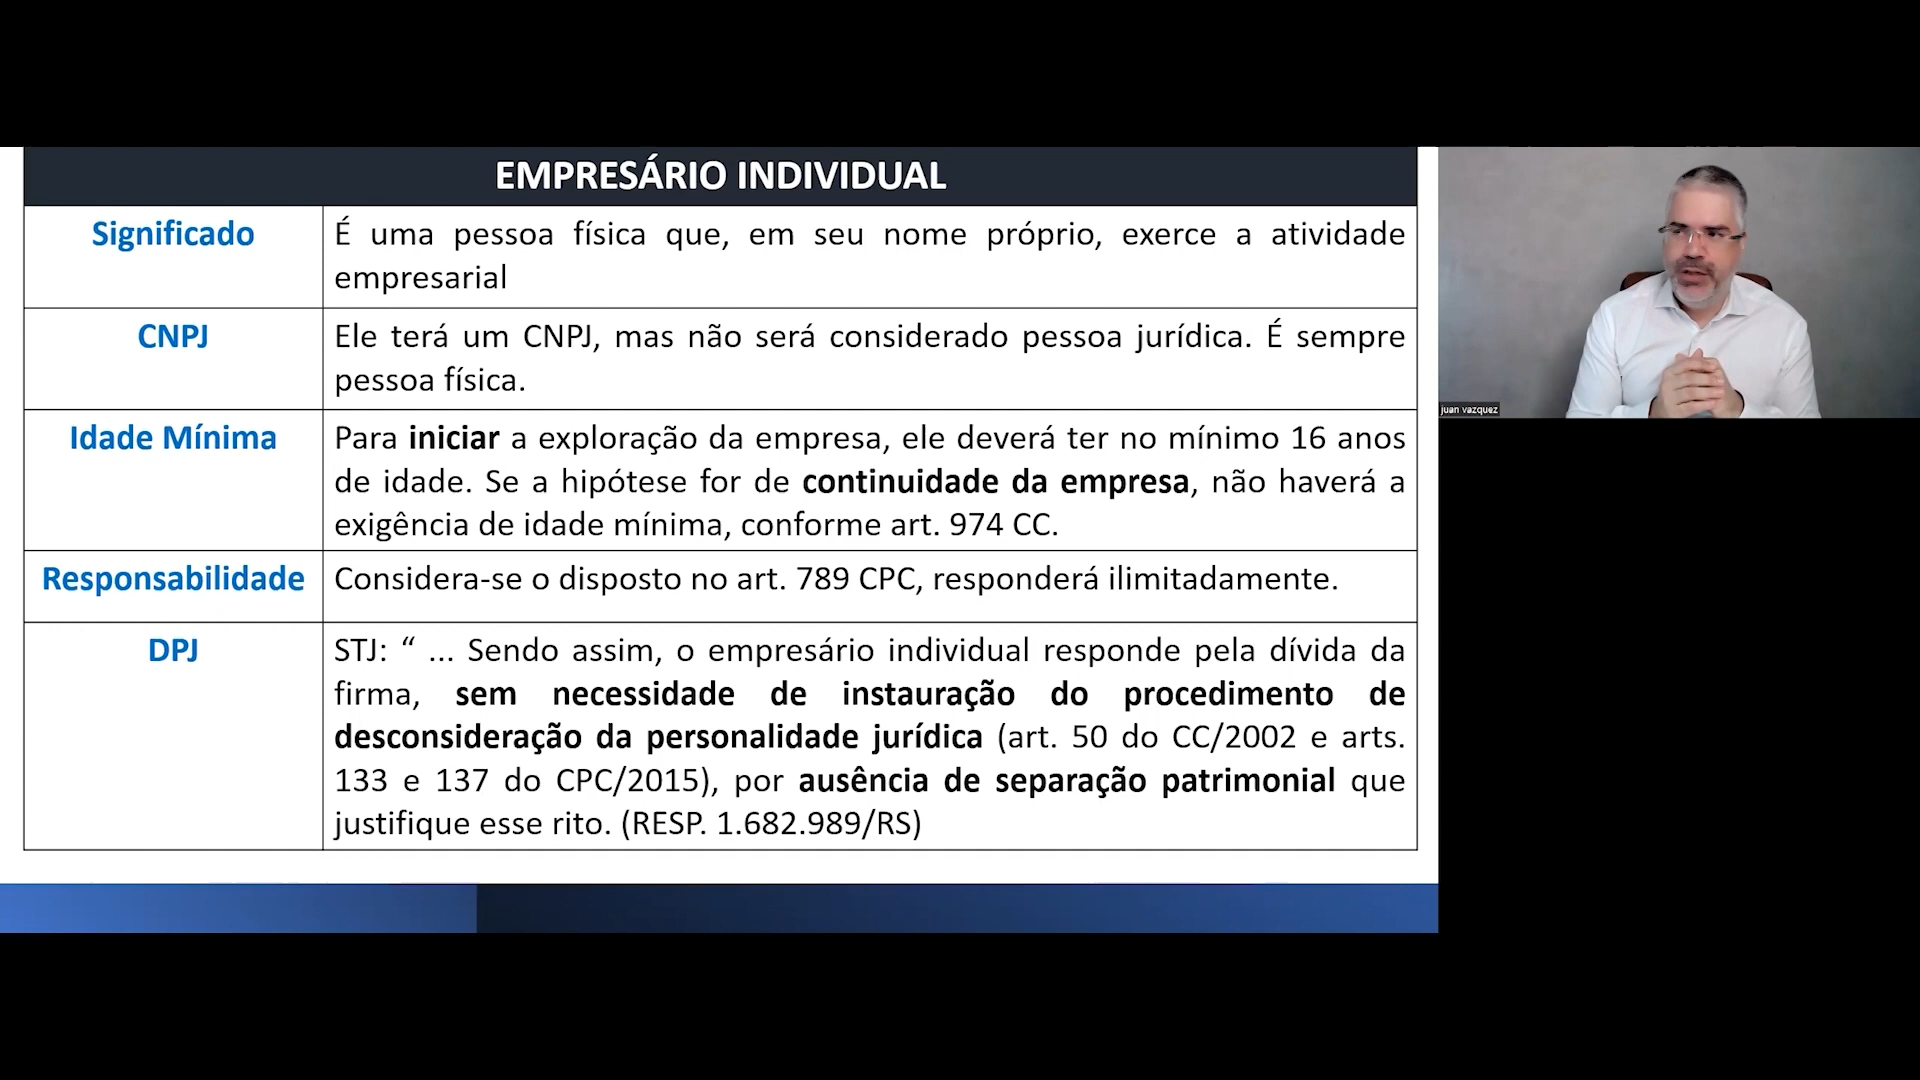 EMPRESÁRIO INDIVIDUAL
Significado
É uma pessoa física que, em seu nome próprio, exerce a atividade
empresarial
CNPJ
Ele terá um CNPJ, mas não será considerado pessoa jurídica. É sempre
pessoa física.
Idade Mínima
Para iniciar a exploração da empresa, ele deverá ter no mínimo 16 anos
de idade. Se a hipótese for de continuidade da empresa, não haverá a
exigência de idade mínima, conforme art. 974 CC.
Responsabilidade
Considera-se o disposto no art. 789 CPC, responderá ilimitadamente.
DPJ
STJ: “ ... Sendo assim, o empresário individual responde pela dívida da
firma, sem necessidade de instauração do procedimento de
desconsideração da personalidade jurídica (art. 50 do CC/2002 e arts.
133 e 137 do CPC/2015), por ausência de separação patrimonial que
justifique esse rito. (RESP. 1.682.989/RS)
juan vazquez